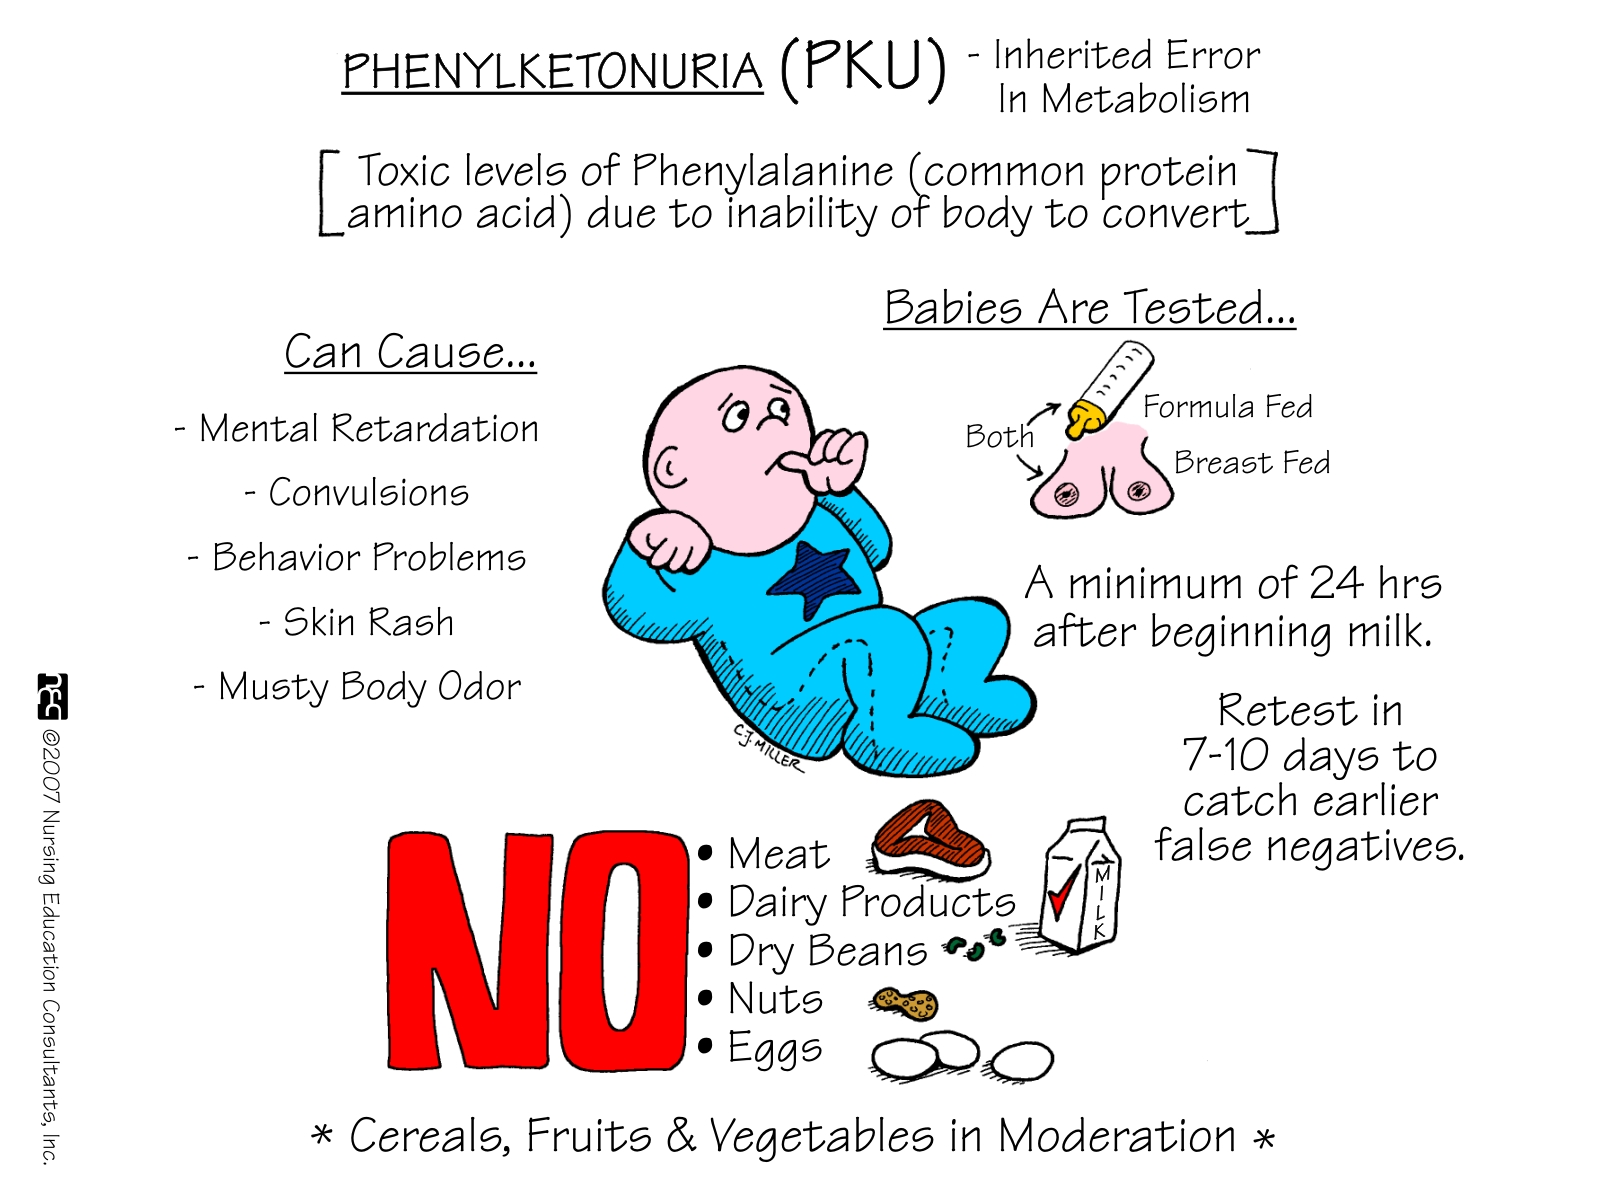 PHENYLKETONURIA (PKU) - Inherited Error
In Metabolism
[Toxic levels of Phenylalanine (common protein
amino acid) due to inability of body to convert]
Can Cause...
- Mental Retardation
- Convulsions
- Behavior Problems
- Skin Rash
- Musty Body Odor
Babies Are Tested...
Formula Fed
Both
Breast Fed
A minimum of 24 hrs
after beginning milk.
Retest in
7-10 days to
catch earlier
false negatives.
C.J. MILLER
NO
• Meat
• Dairy Products
• Dry Beans
• Nuts
• Eggs
MILK
* Cereals, Fruits & Vegetables in Moderation *
nec
©2007 Nursing Education Consultants, Inc.